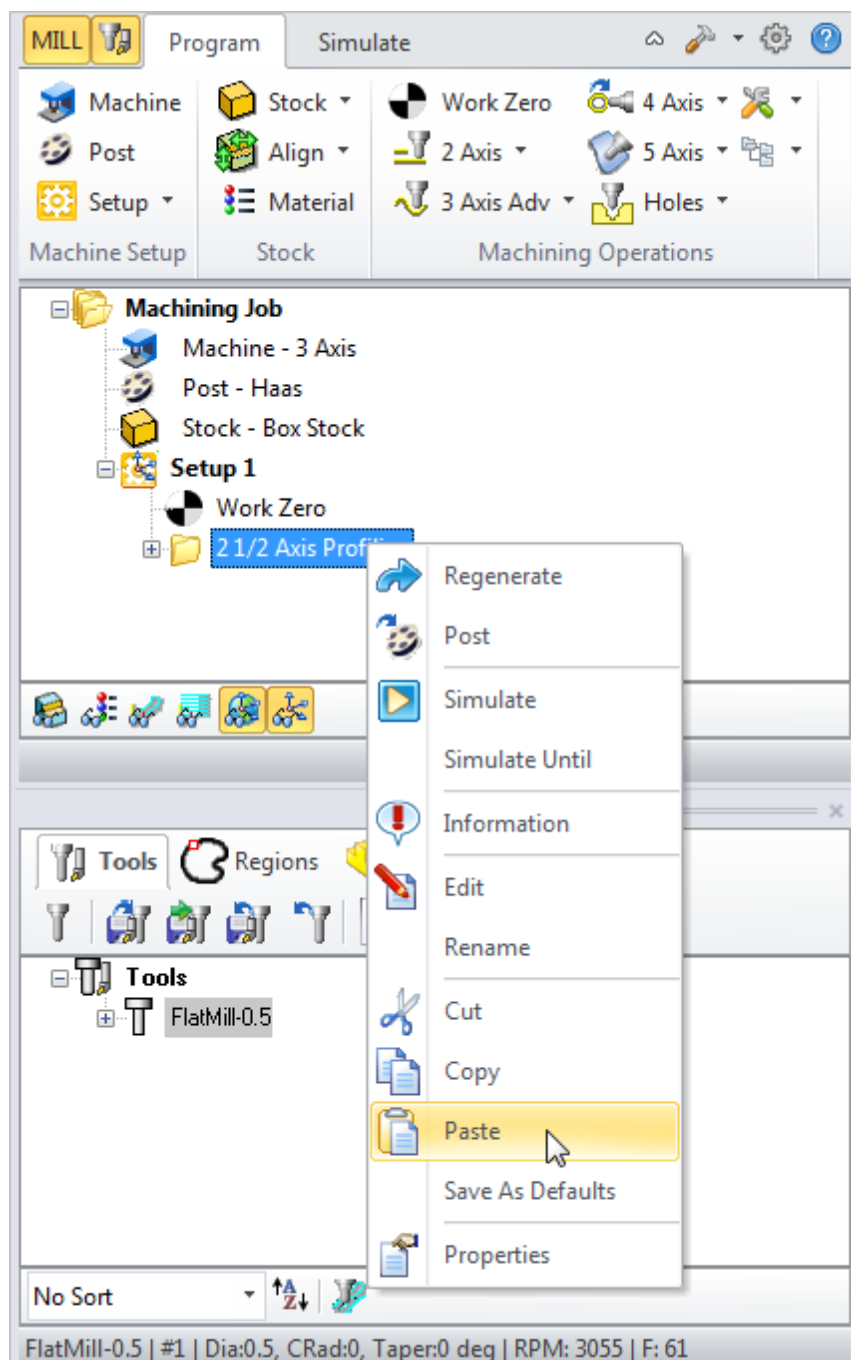 MILL Program Simulate
Machine Stock Work Zero 4 Axis
Post Align 2 Axis 5 Axis
Setup Material 3 Axis Adv Holes
Machine Setup Stock Machining Operations
Machining Job
Machine - 3 Axis
Post - Haas
Stock - Box Stock
Setup 1
Work Zero
2 1/2 Axis
Regenerate
Post
Simulate
Simulate Until
Information
Edit
Rename
Cut
Copy
Paste
Save As Defaults
Properties
Tools Regions
Tools
FlatMill-0.5
No Sort
FlatMill-0.5 | #1 | Dia:0.5, CRad:0, Taper:0 deg | RPM: 3055 | F: 61